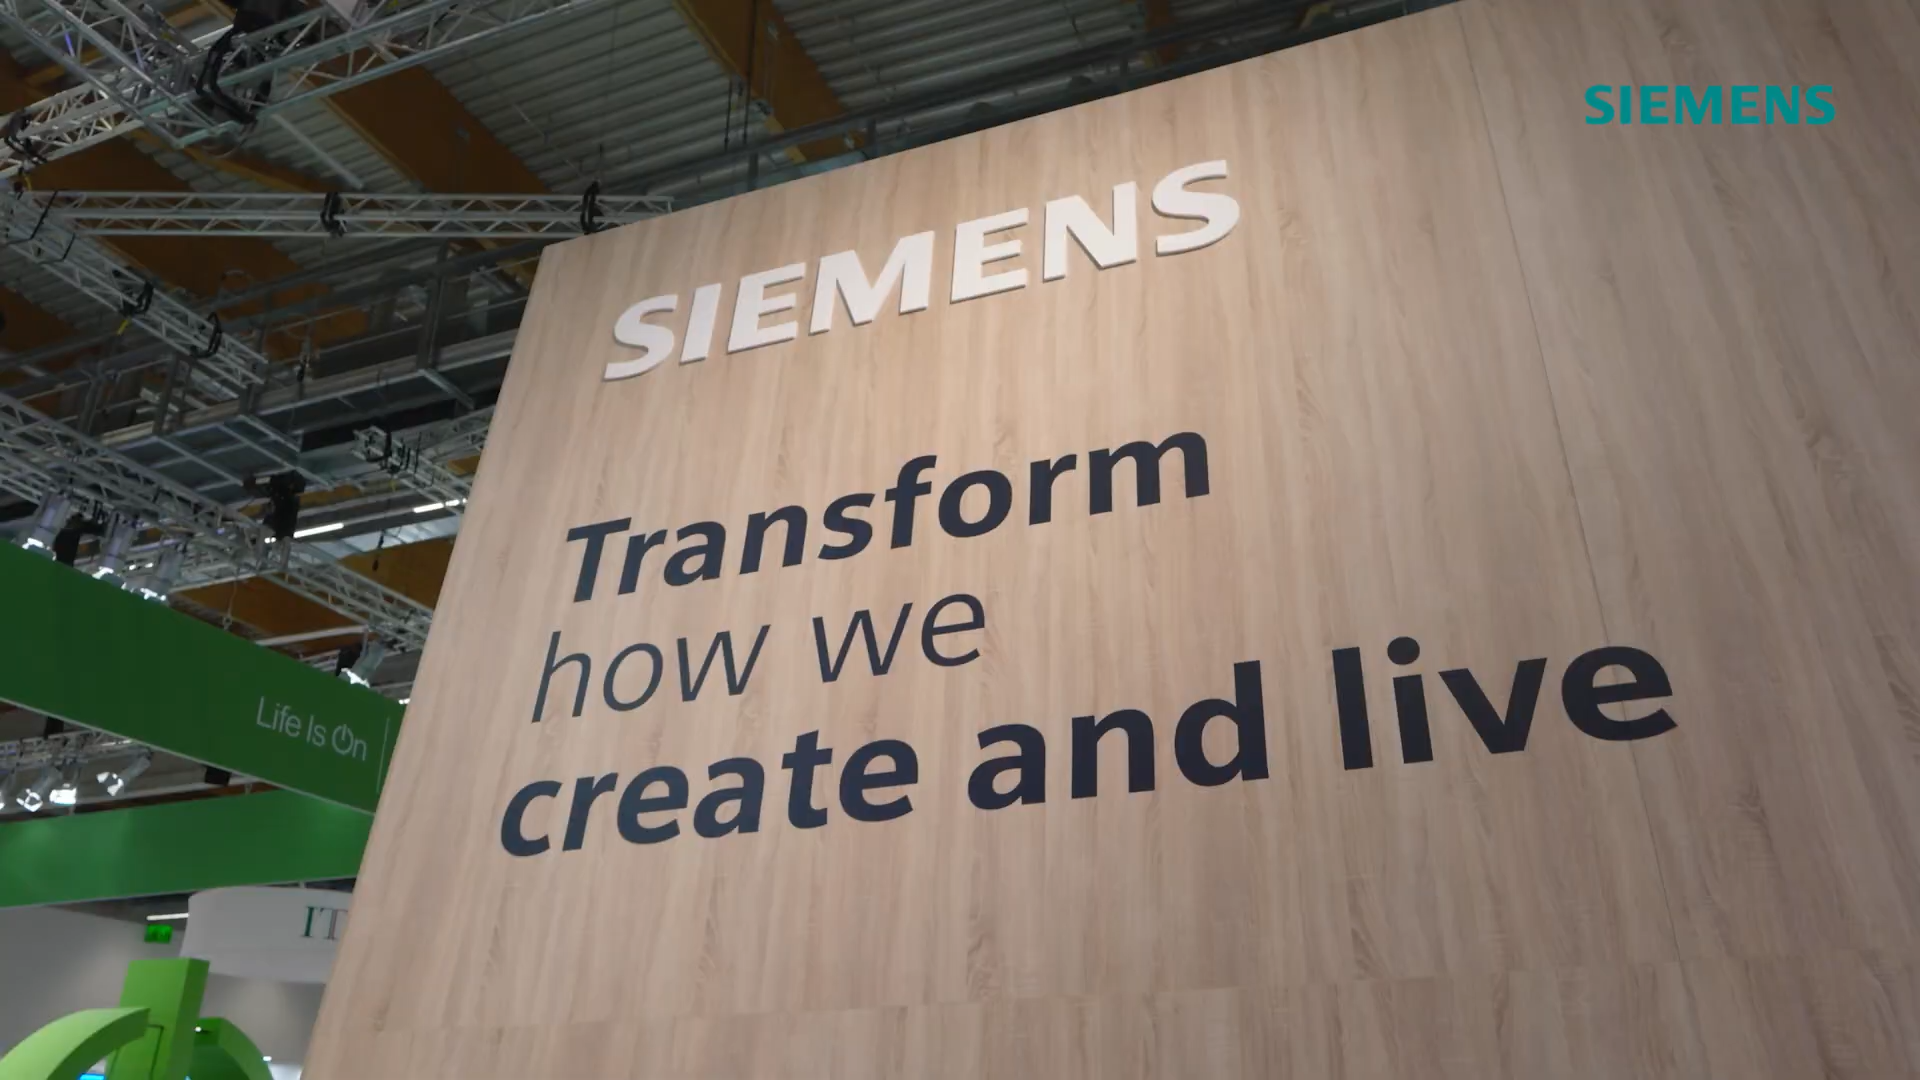 SIEMENS
SIEMENS
Transform
how we
create and live
Life Is On